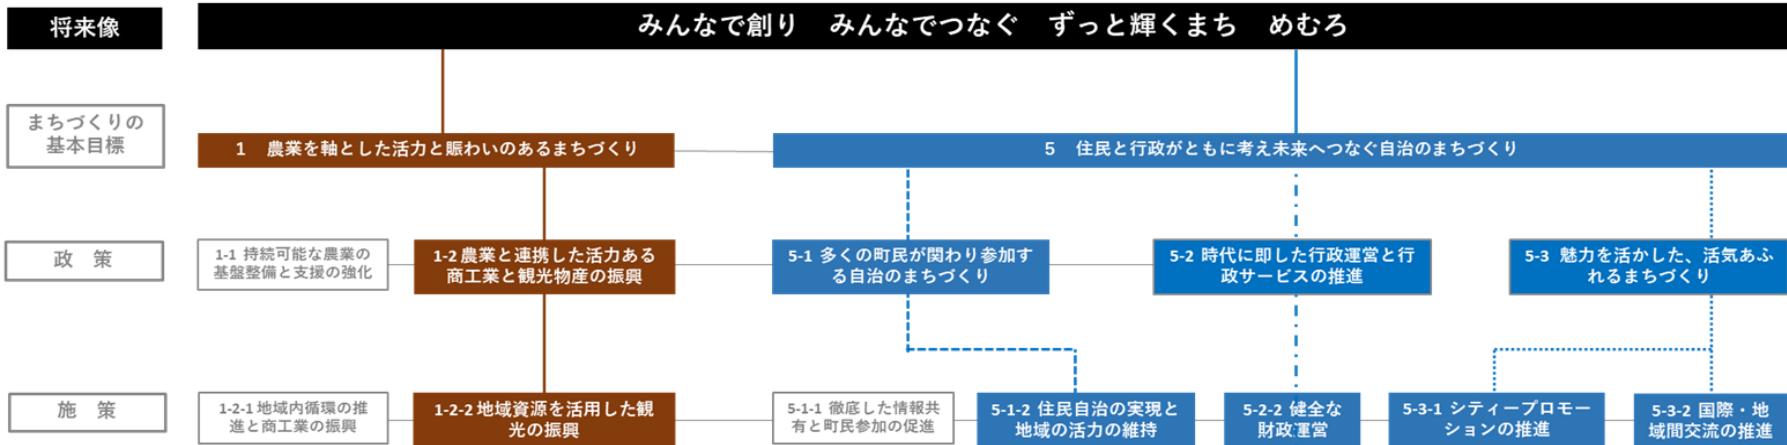 将来像
みんなで創り　みんなでつなぐ　ずっと輝くまち　めむろ
まちづくりの
基本目標
1　農業を軸とした活力と賑わいのあるまちづくり
5　住民と行政がともに考え未来へつなぐ自治のまちづくり
政　策
1-1 持続可能な農業の
基盤整備と支援の強化
1-2 農業と連携した活力ある
商工業と観光物産の振興
5-1 多くの町民が関わり参加す
る自治のまちづくり
5-2 時代に即した行政運営と行
政サービスの推進
5-3 魅力を活かした、活気あふ
れるまちづくり
施　策
1-2-1 地域内循環の推
進と商工業の振興
1-2-2 地域資源を活用した観
光の振興
5-1-1 徹底した情報共
有と町民参加の促進
5-1-2 住民自治の実現と
地域の活力の維持
5-2-2 健全な
財政運営
5-3-1 シティープロモー
ションの推進
5-3-2 国際・地
域間交流の推進